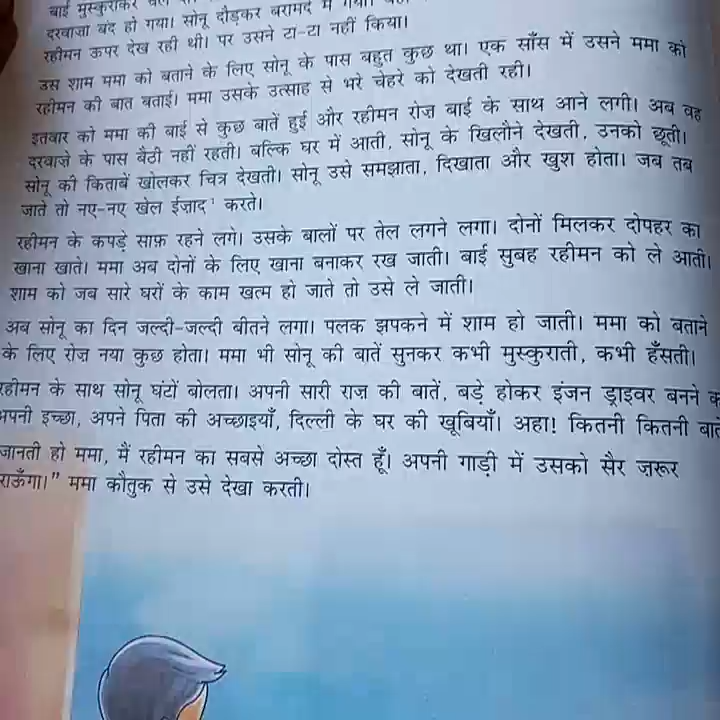 बाई मुस्कुराकर
दरवाज़ा बंद हो गया। सोनू दौड़कर बरामदे में गया।
रहीमन ऊपर देख रही थी। पर उसने टा-टा नहीं किया।
उस शाम ममा को बताने के लिए सोनू के पास बहुत कुछ था। एक साँस में उसने ममा को
रहीमन की बात बताई। ममा उसके उत्साह से भरे चेहरे को देखती रही।
इतवार को ममा की बाई से कुछ बातें हुई और रहीमन रोज़ बाई के साथ आने लगी। अब वह
दरवाज़े के पास बैठी नहीं रहती। बल्कि घर में आती, सोनू के खिलौने देखती, उनको छूती।
सोनू की किताबें खोलकर चित्र देखती। सोनू उसे समझाता, दिखाता और खुश होता। जब तब
जाते तो नए-नए खेल ईज़ाद¹ करते।
रहीमन के कपड़े साफ़ रहने लगे। उसके बालों पर तेल लगने लगा। दोनों मिलकर दोपहर का
खाना खाते। ममा अब दोनों के लिए खाना बनाकर रख जाती। बाई सुबह रहीमन को ले आती।
शाम को जब सारे घरों के काम खत्म हो जाते तो उसे ले जाती।
अब सोनू का दिन जल्दी-जल्दी बीतने लगा। पलक झपकने में शाम हो जाती। ममा को बताने
के लिए रोज़ नया कुछ होता। ममा भी सोनू की बातें सुनकर कभी मुस्कुराती, कभी हँसती।
रहीमन के साथ सोनू घंटों बोलता। अपनी सारी राज़ की बातें, बड़े होकर इंजन ड्राइवर बनने
अपनी इच्छा, अपने पिता की अच्छाइयाँ, दिल्ली के घर की खूबियाँ। अहा! कितनी कितनी
जानती हो ममा, मैं रहीमन का सबसे अच्छा दोस्त हूँ। अपनी गाड़ी में उसको सैर ज़रूर
राऊँगा।” ममा कौतुक से उसे देखा करती।